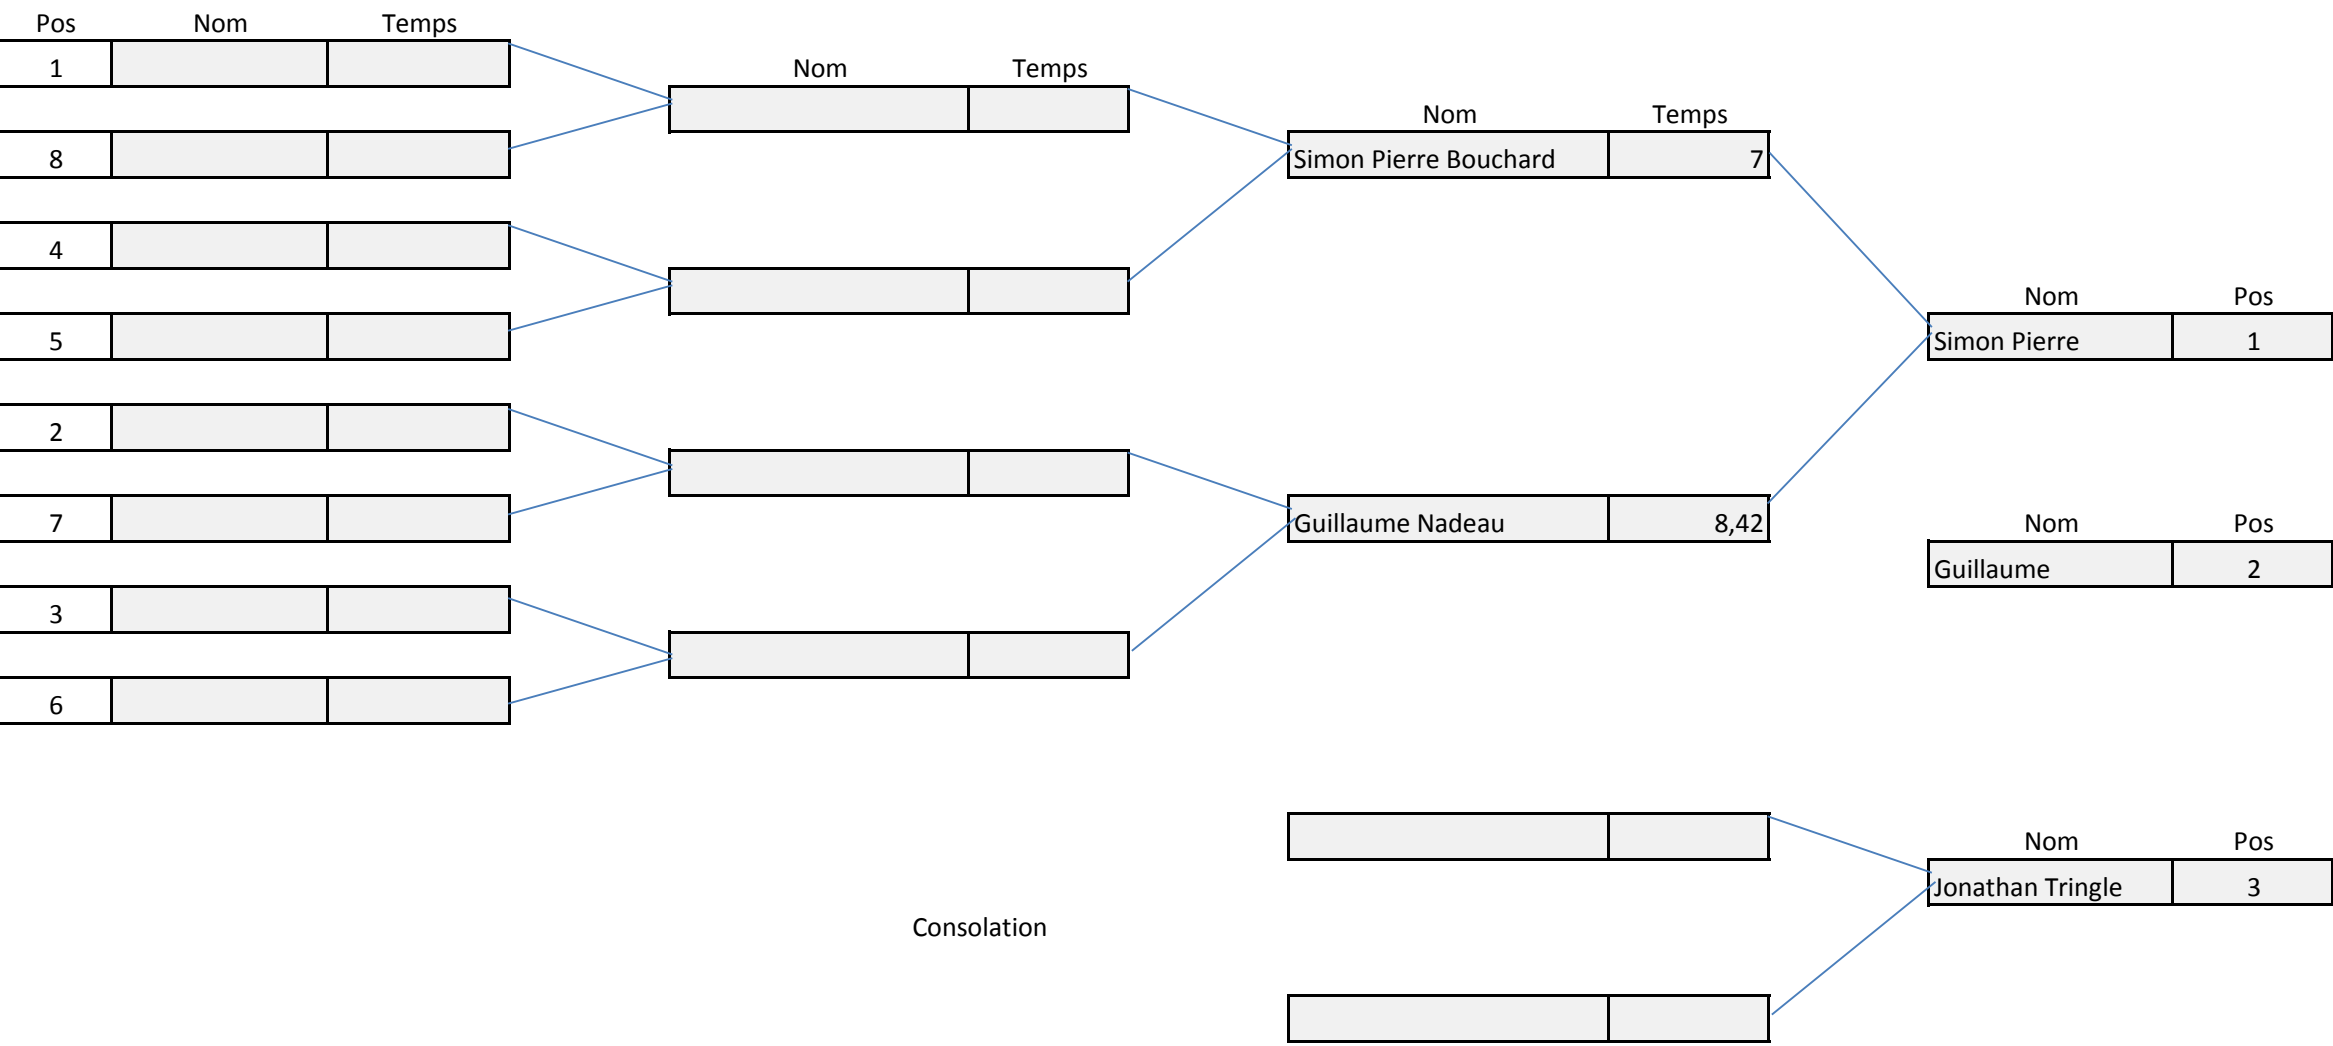 Pos Nom Temps
1
Nom Temps
Nom Temps
8
Simon Pierre Bouchard 7
4
Nom Pos
5
Simon Pierre 1
2
7
Guillaume Nadeau 8,42
Nom Pos
Guillaume 2
3
6
Nom Pos
Jonathan Tringle 3
Consolation